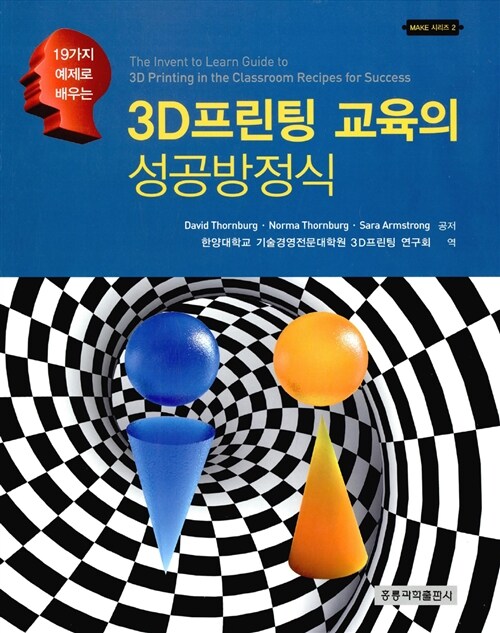 MAKE 시리즈 2
19가지
예제로
배우는
The Invent to Learn Guide to
3D Printing in the Classroom Recipes for Success
3D프린팅 교육의
성공방정식
David Thornburg · Norma Thornburg · Sara Armstrong 공저
한양대학교 기술경영전문대학원 3D프린팅 연구회 역
홍릉과학출판사